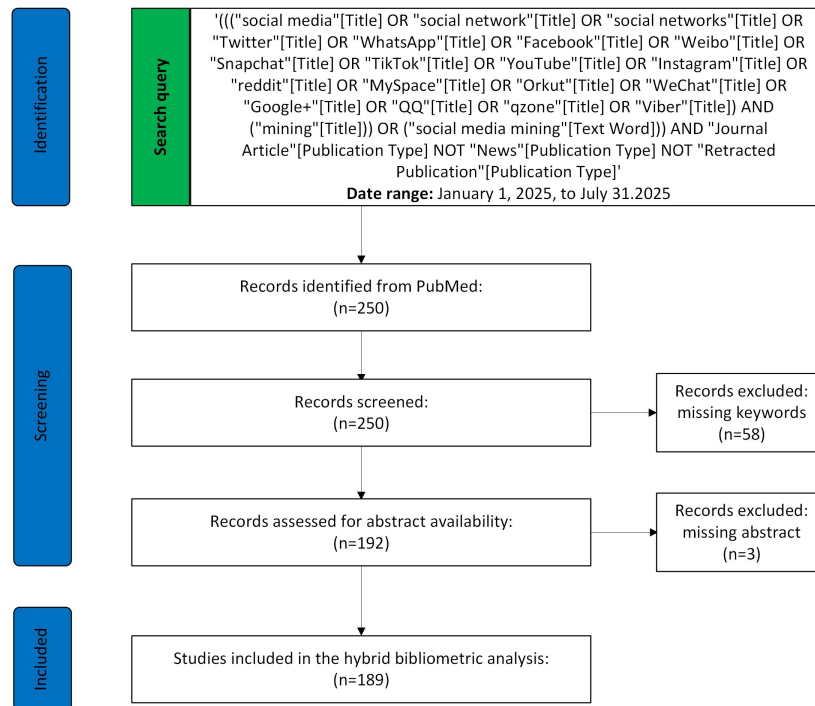 Identification
Search query
'((("social media"[Title] OR "social network"[Title] OR "social networks"[Title] OR
"Twitter"[Title] OR "WhatsApp"[Title] OR "Facebook"[Title] OR "Weibo"[Title] OR
"Snapchat"[Title] OR "TikTok"[Title] OR "YouTube"[Title] OR "Instagram"[Title] OR
"reddit"[Title] OR "MySpace"[Title] OR "Orkut"[Title] OR "WeChat"[Title] OR
"Google+"[Title] OR "QQ"[Title] OR "qzone"[Title] OR "Viber"[Title]) AND
("mining"[Title])) OR ("social media mining"[Text Word])) AND "Journal
Article"[Publication Type] NOT "News"[Publication Type] NOT "Retracted
Publication"[Publication Type]'
Date range: January 1, 2025, to July 31.2025
Screening
Records identified from PubMed:
(n=250)
Records screened:
(n=250)
Records excluded:
missing keywords
(n=58)
Records assessed for abstract availability:
(n=192)
Records excluded:
missing abstract
(n=3)
Included
Studies included in the hybrid bibliometric analysis:
(n=189)